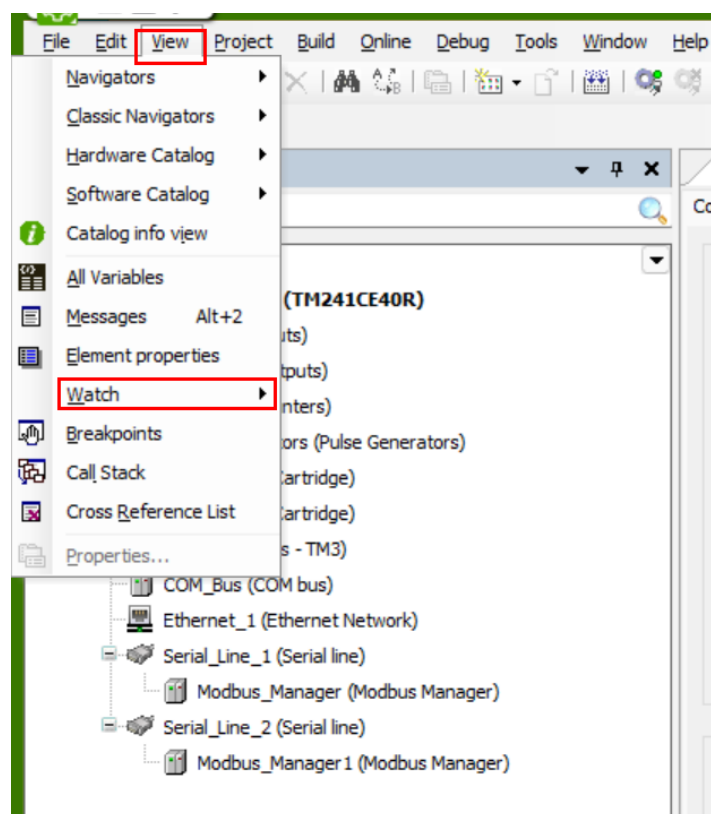 File Edit View Project Build Online Debug Tools Window Help
Navigators
Classic Navigators
Hardware Catalog
Software Catalog
Catalog info view
All Variables
(TM241CE40R)
Messages Alt+2
uts)
Element properties
tputs)
Watch
nters)
Breakpoints
ors (Pulse Generators)
Call Stack
Cartridge)
Cross Reference List
Cartridge)
Properties...
s - TM3)
COM_Bus (COM bus)
Ethernet_1 (Ethernet Network)
Serial_Line_1 (Serial line)
Modbus_Manager (Modbus Manager)
Serial_Line_2 (Serial line)
Modbus_Manager1 (Modbus Manager)